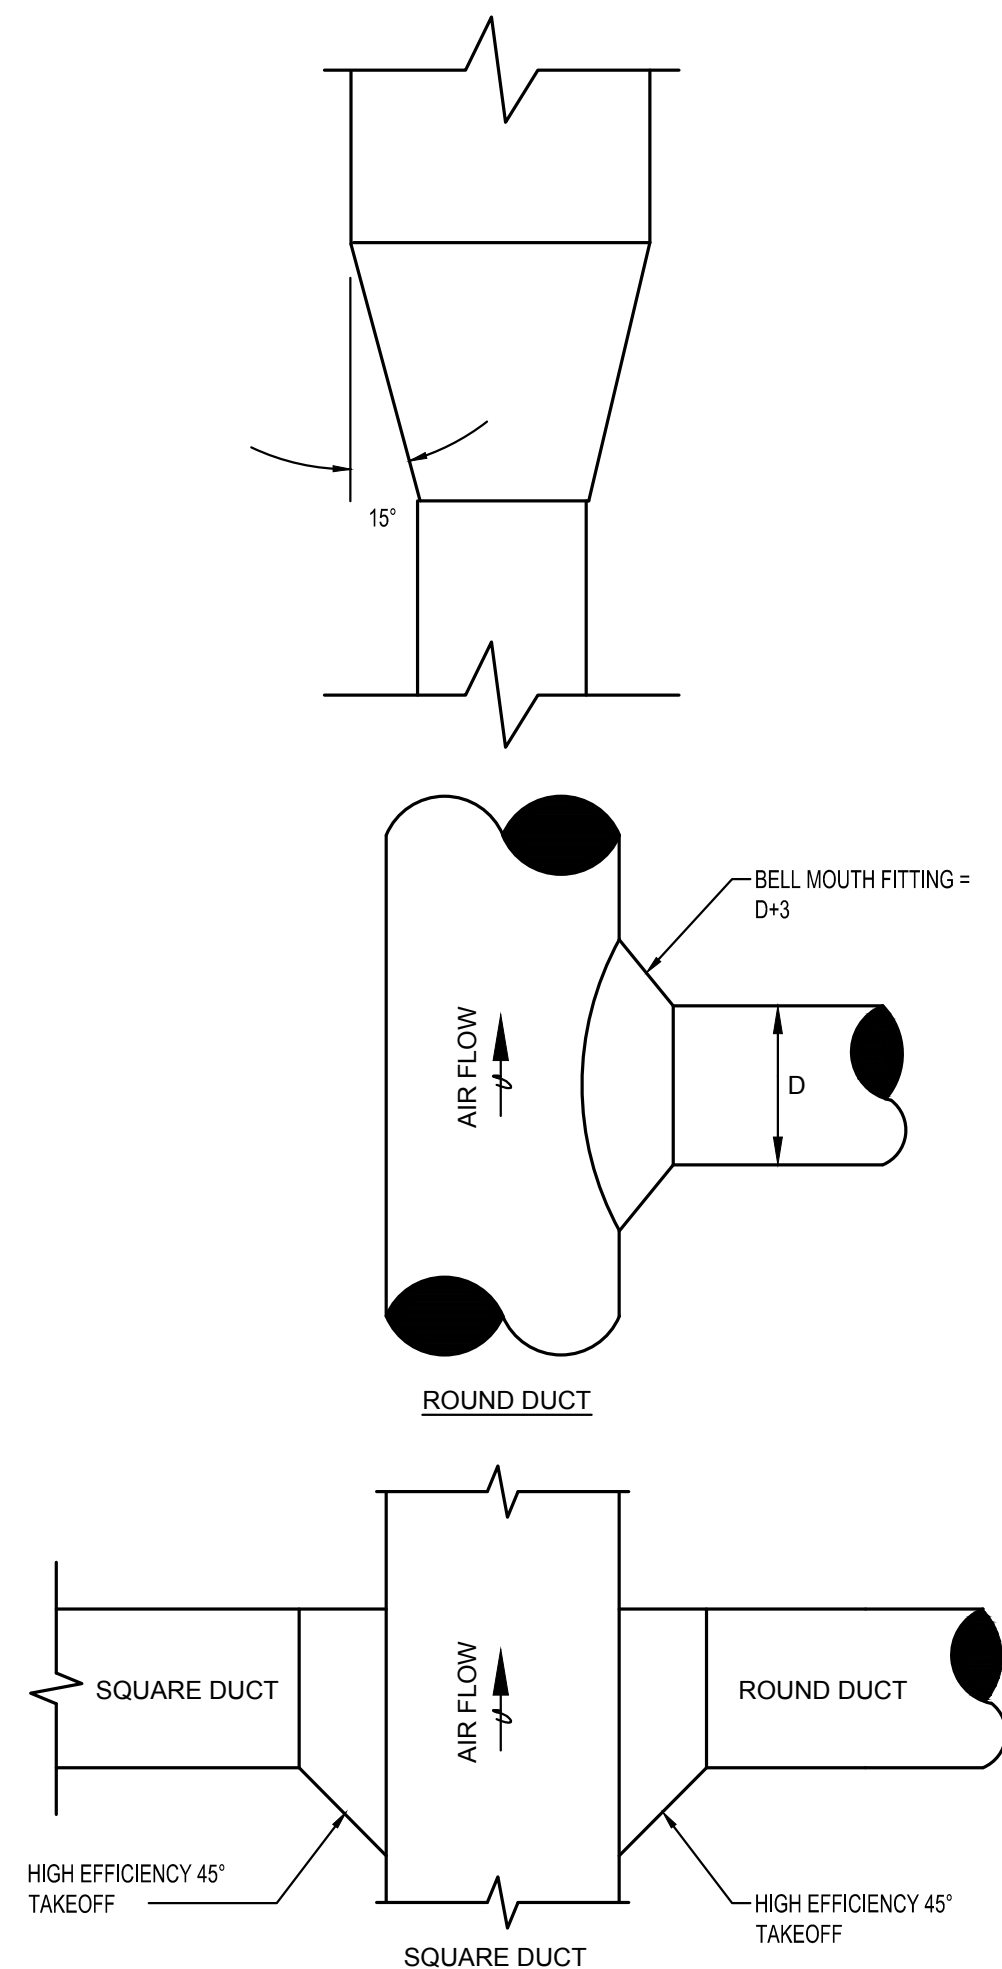 15°
BELL MOUTH FITTING =
D+3
AIR FLOW
D
ROUND DUCT
SQUARE DUCT
AIR FLOW
ROUND DUCT
HIGH EFFICIENCY 45°
TAKEOFF
HIGH EFFICIENCY 45°
TAKEOFF
SQUARE DUCT